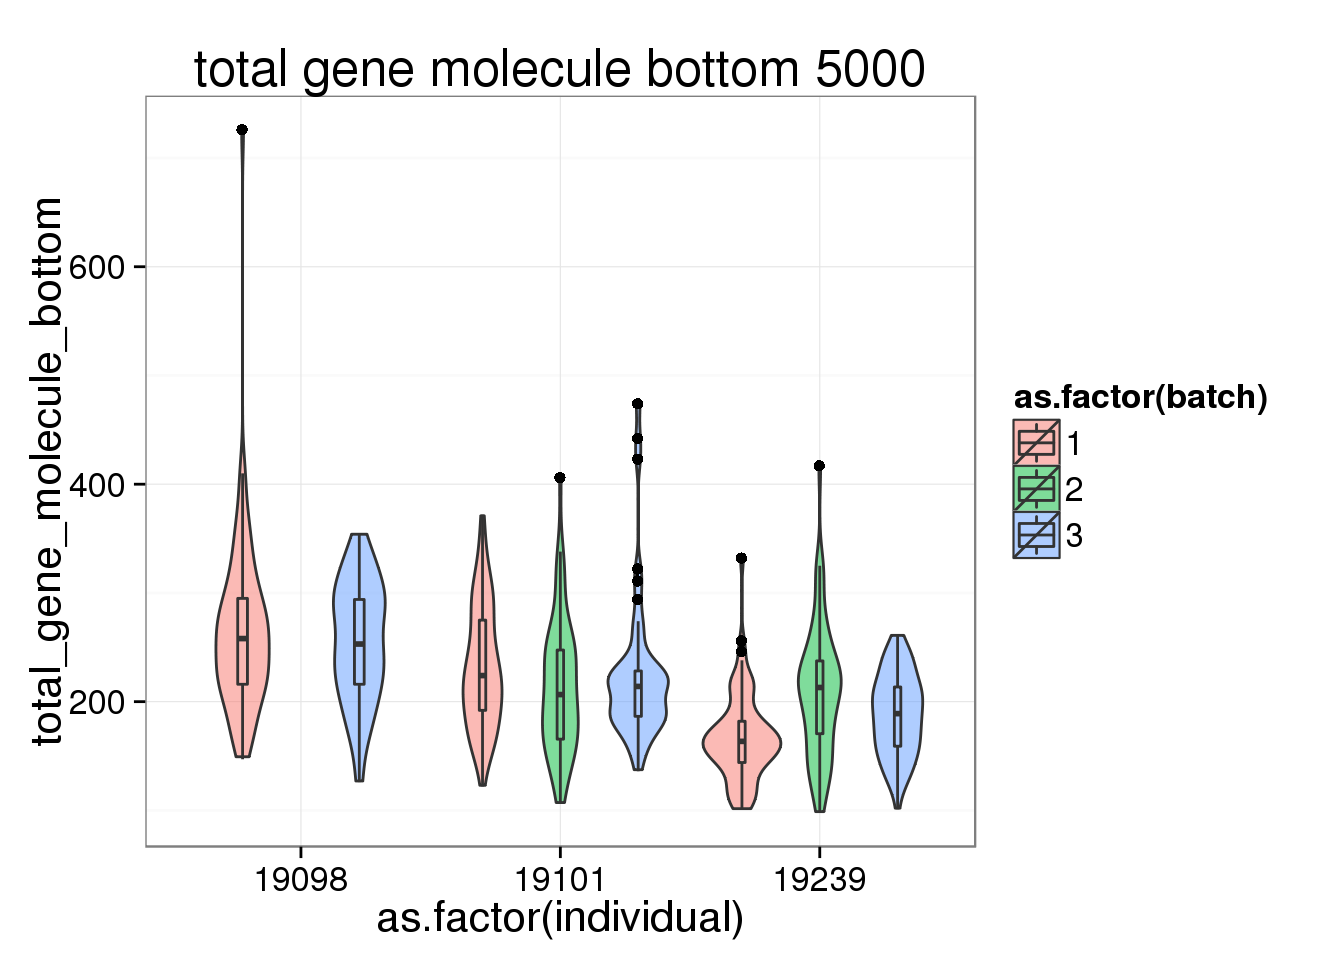 total gene molecule bottom 5000
total_gene_molecule_bottom
600
400
200
19098
19101
19239
as.factor(individual)
as.factor(batch)
1
2
3